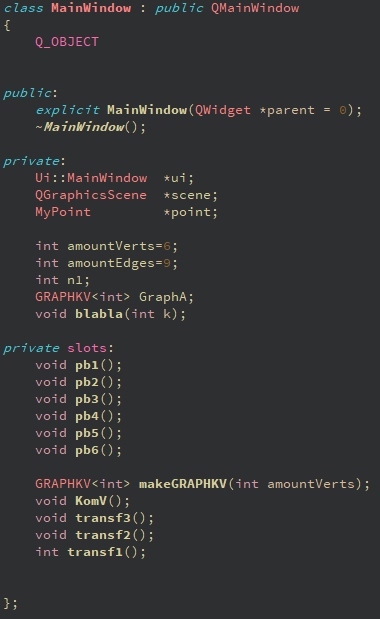 class MainWindow : public QMainWindow
{
    Q_OBJECT
public:
    explicit MainWindow(QWidget *parent = 0);
    ~MainWindow();
private:
    Ui::MainWindow  *ui;
    QGraphicsScene  *scene;
    MyPoint         *point;
    int amountVerts=6;
    int amountEdges=9;
    int n1;
    GRAPHKV<int> GraphA;
    void blabla(int k);
private slots:
    void pb1();
    void pb2();
    void pb3();
    void pb4();
    void pb5();
    void pb6();
    GRAPHKV<int> makeGRAPHKV(int amountVerts);
    void KomV();
    void transf3();
    void transf2();
    int transf1();
};